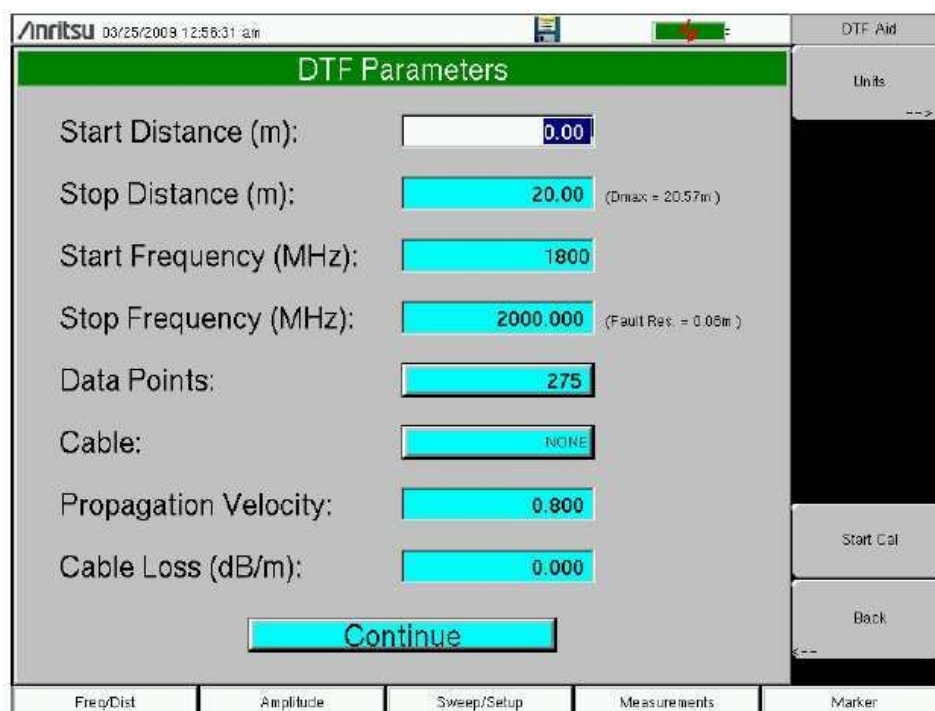 Anritsu 03/25/2009 12:56:31 am
DTF Aid
DTF Parameters
Units
-->
Start Distance (m): 0.00
Stop Distance (m): 20.00 (Dmax = 20.57m )
Start Frequency (MHz): 1800
Stop Frequency (MHz): 2000.000 (Fault Res. = 0.06m )
Data Points: 275
Cable: NONE
Propagation Velocity: 0.800
Cable Loss (dB/m): 0.000
Start Cal
Continue
Back
<--
Freq/Dist Amplitude Sweep/Setup Measurements Marker